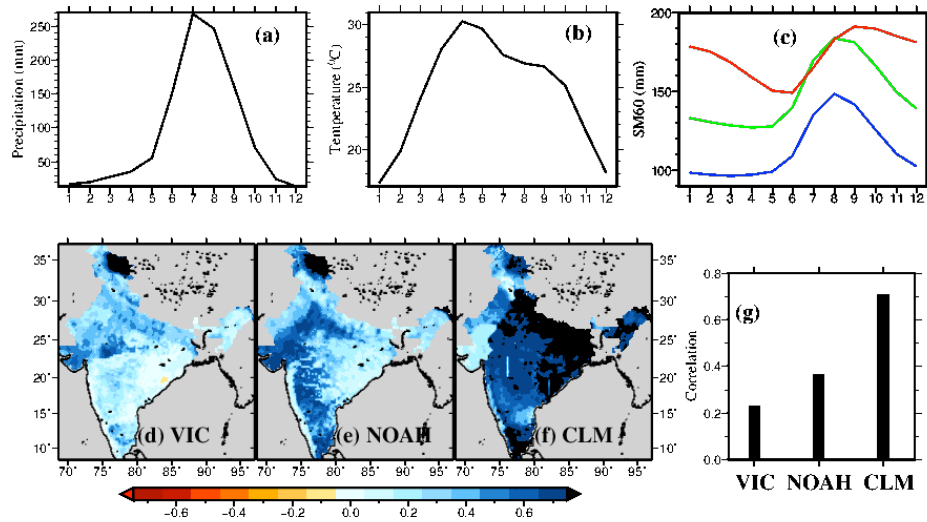 250
200
150
100
50
Precipitation (mm)
(a)
1 2 3 4 5 6 7 8 9 10 11 12
30
25
20
Temperature (⁰C)
(b)
1 2 3 4 5 6 7 8 9 10 11 12
200
150
100
SM60 (mm)
(c)
1 2 3 4 5 6 7 8 9 10 11 12
35˚
30˚
25˚
20˚
15˚
10˚
(d) VIC
(e) NOAH
(f) CLM
35˚
30˚
25˚
20˚
15˚
10˚
70˚ 75˚ 80˚ 85˚ 90˚ 95˚
70˚ 75˚ 80˚ 85˚ 90˚ 95˚
70˚ 75˚ 80˚ 85˚ 90˚ 95˚
−0.6 −0.4 −0.2 0.0 0.2 0.4 0.6
0.8
0.6
0.4
0.2
0.0
Correlation
(g)
VIC NOAH CLM